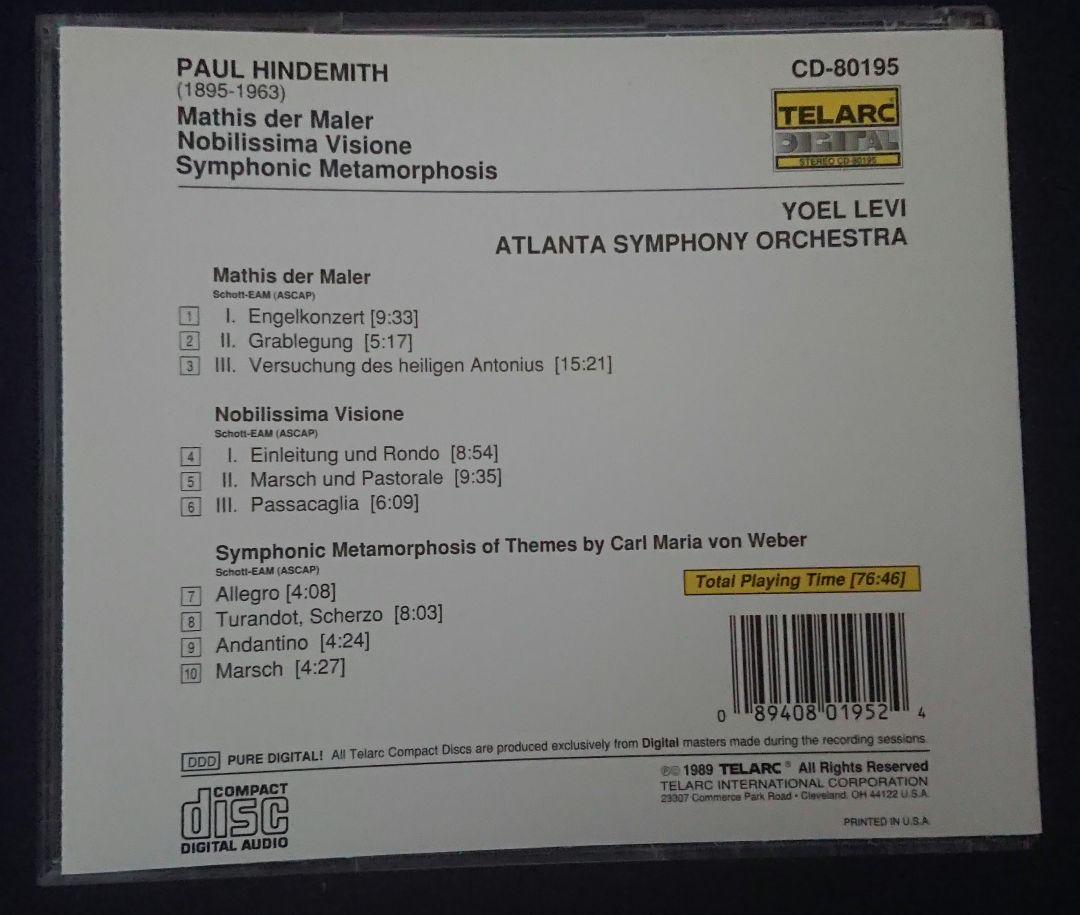 PAUL HINDEMITH
(1895-1963)
Mathis der Maler
Nobilissima Visione
Symphonic Metamorphosis
CD-80195
TELARC®
DIGITAL
STEREO CD-80195
YOEL LEVI
ATLANTA SYMPHONY ORCHESTRA
Mathis der Maler
Schott-EAM (ASCAP)
1 I. Engelkonzert [9:33]
2 II. Grablegung [5:17]
3 III. Versuchung des heiligen Antonius [15:21]
Nobilissima Visione
Schott-EAM (ASCAP)
4 I. Einleitung und Rondo [8:54]
5 II. Marsch und Pastorale [9:35]
6 III. Passacaglia [6:09]
Symphonic Metamorphosis of Themes by Carl Maria von Weber
Schott-EAM (ASCAP)
7 Allegro [4:08]
8 Turandot, Scherzo [8:03]
9 Andantino [4:24]
10 Marsch [4:27]
Total Playing Time [76:46]
0 89408 01952 4
DDD PURE DIGITAL! All Telarc Compact Discs are produced exclusively from Digital masters made during the recording sessions.
COMPACT
disc
DIGITAL AUDIO
℗© 1989 TELARC® All Rights Reserved
TELARC INTERNATIONAL CORPORATION
23307 Commerce Park Road • Cleveland, OH 44122 U.S.A.
PRINTED IN U.S.A.